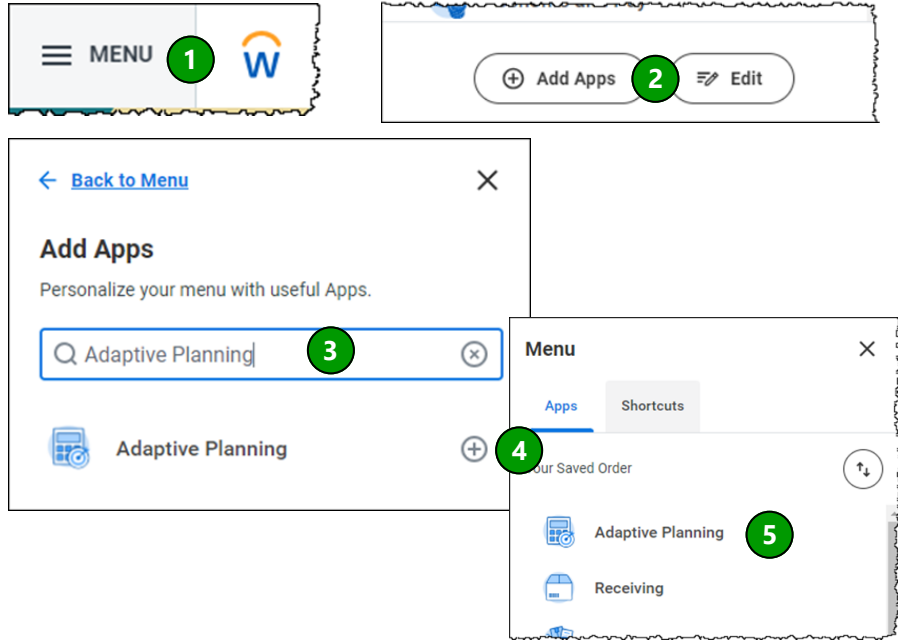 MENU 1 W
Add Apps 2 Edit
Back to Menu
Add Apps
Personalize your menu with useful Apps.
Adaptive Planning 3
Adaptive Planning 4
Menu
Apps Shortcuts
our Saved Order
Adaptive Planning 5
Receiving